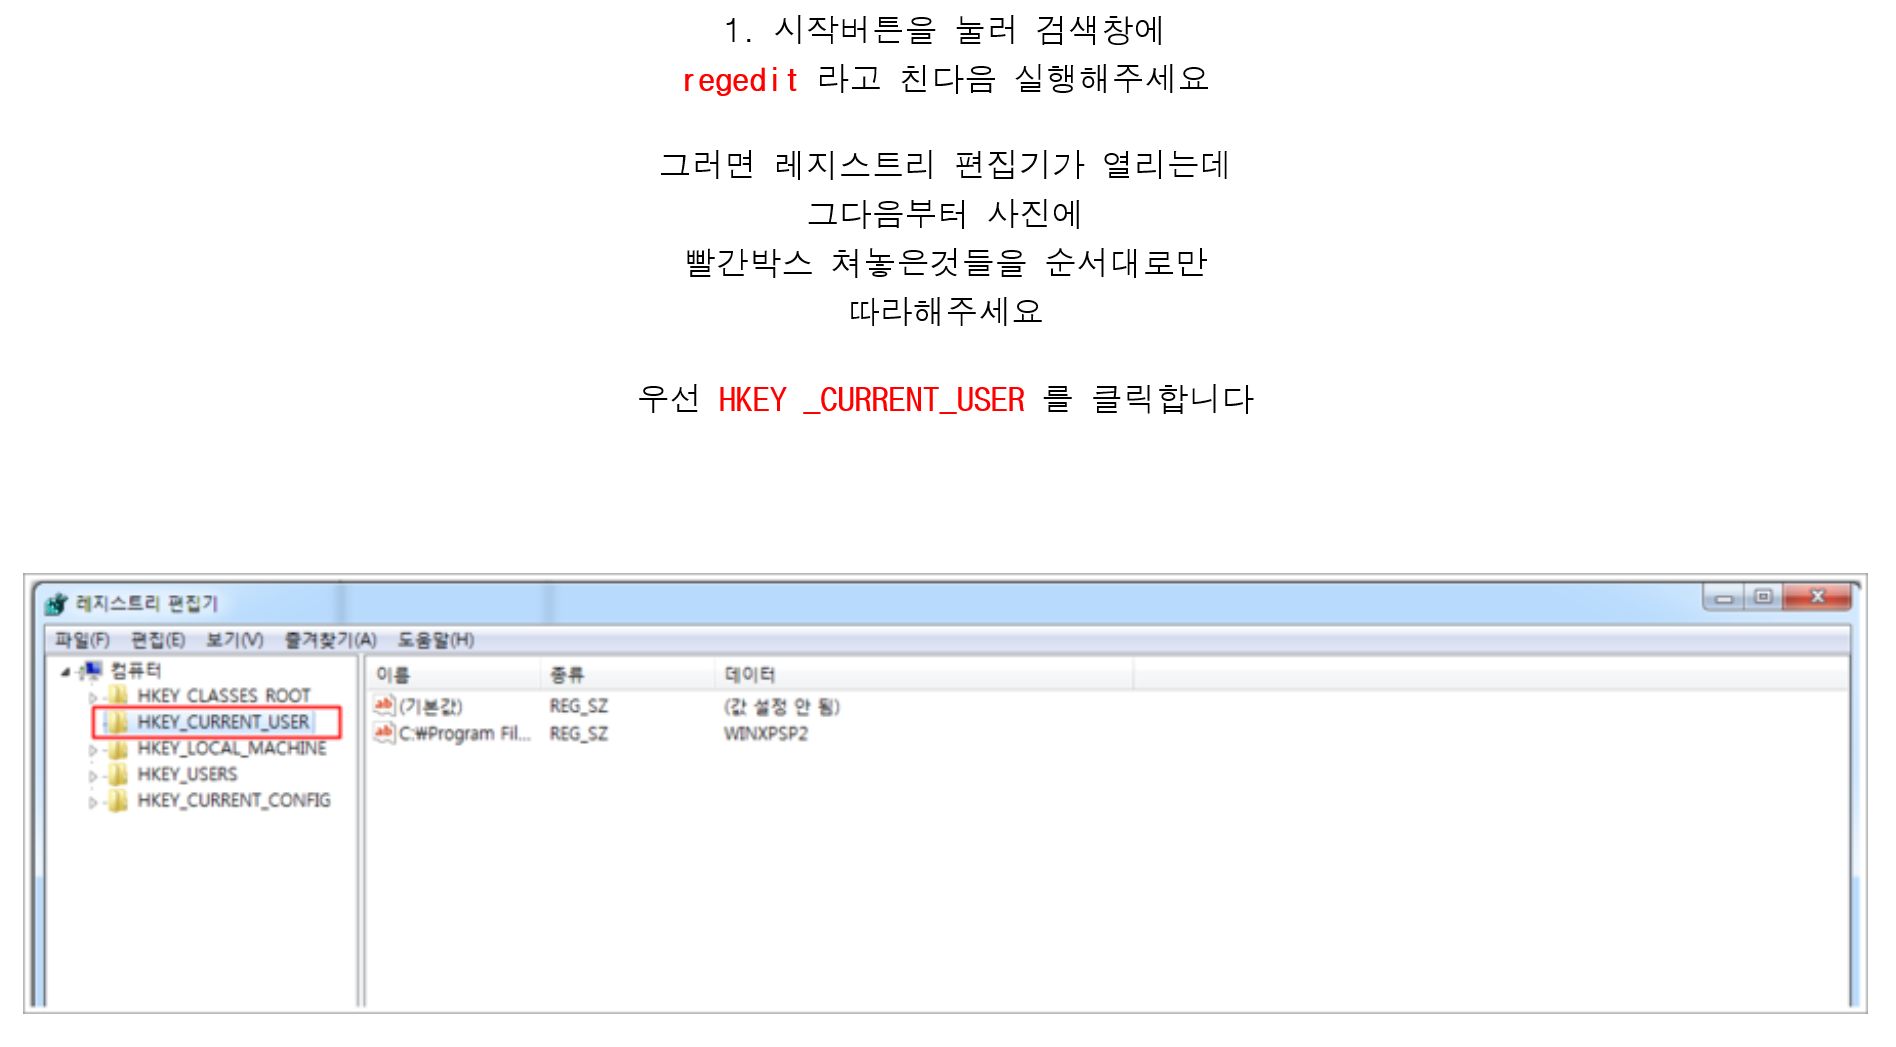 1. 시작버튼을 눌러 검색창에
regedit 라고 친다음 실행해주세요
그러면 레지스트리 편집기가 열리는데
그다음부터 사진에
빨간박스 쳐놓은것들을 순서대로만
따라해주세요
우선 HKEY _CURRENT_USER 를 클릭합니다
레지스트리 편집기
파일(F) 편집(E) 보기(V) 즐겨찾기(A) 도움말(H)
컴퓨터
HKEY_CLASSES_ROOT
HKEY_CURRENT_USER
HKEY_LOCAL_MACHINE
HKEY_USERS
HKEY_CURRENT_CONFIG
이름 종류 데이터
(기본값) REG_SZ (값 설정 안 됨)
C:₩Program Fil... REG_SZ WINXPSP2